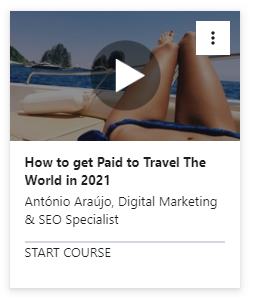 How to get Paid to Travel The
World in 2021
António Araújo, Digital Marketing
& SEO Specialist
START COURSE